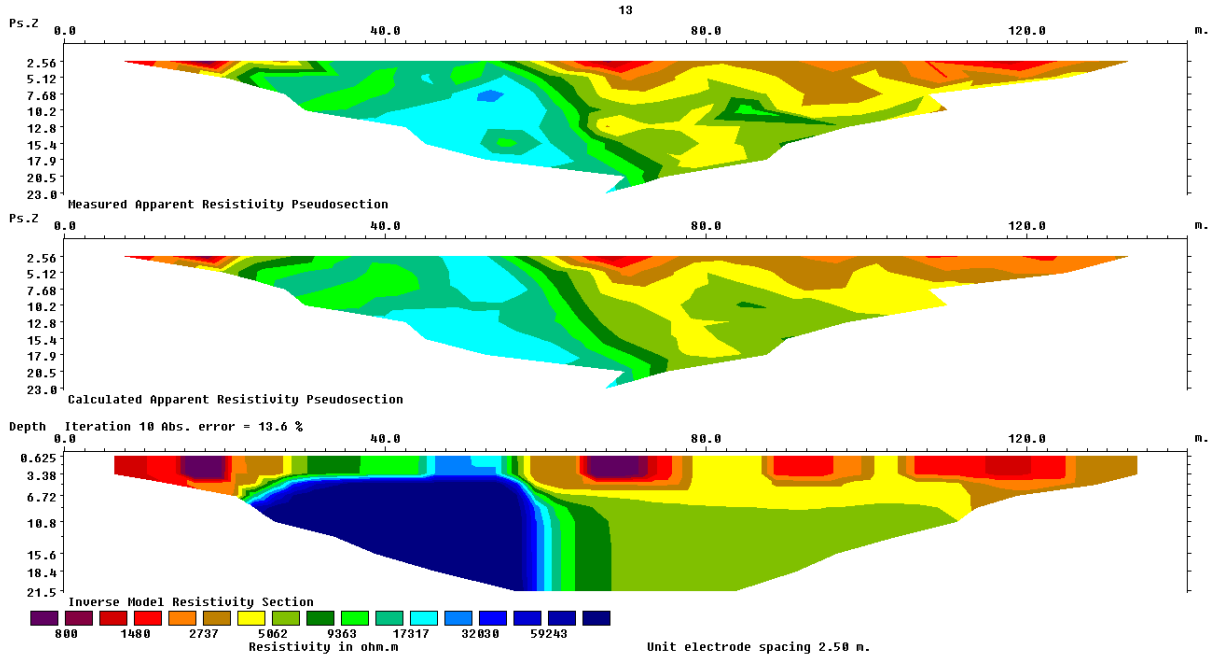 13
Ps.Z 0.0 40.0 80.0 120.0 m.
2.56
5.12
7.68
10.2
12.8
15.4
17.9
20.5
23.0
Measured Apparent Resistivity Pseudosection
Ps.Z 0.0 40.0 80.0 120.0 m.
2.56
5.12
7.68
10.2
12.8
15.4
17.9
20.5
23.0
Calculated Apparent Resistivity Pseudosection
Depth Iteration 10 Abs. error = 13.6 %
0.0 40.0 80.0 120.0 m.
0.625
3.38
6.72
10.8
15.6
18.4
21.5
Inverse Model Resistivity Section
800 1480 2737 5062 9363 17317 32030 59243
Resistivity in ohm.m Unit electrode spacing 2.50 m.